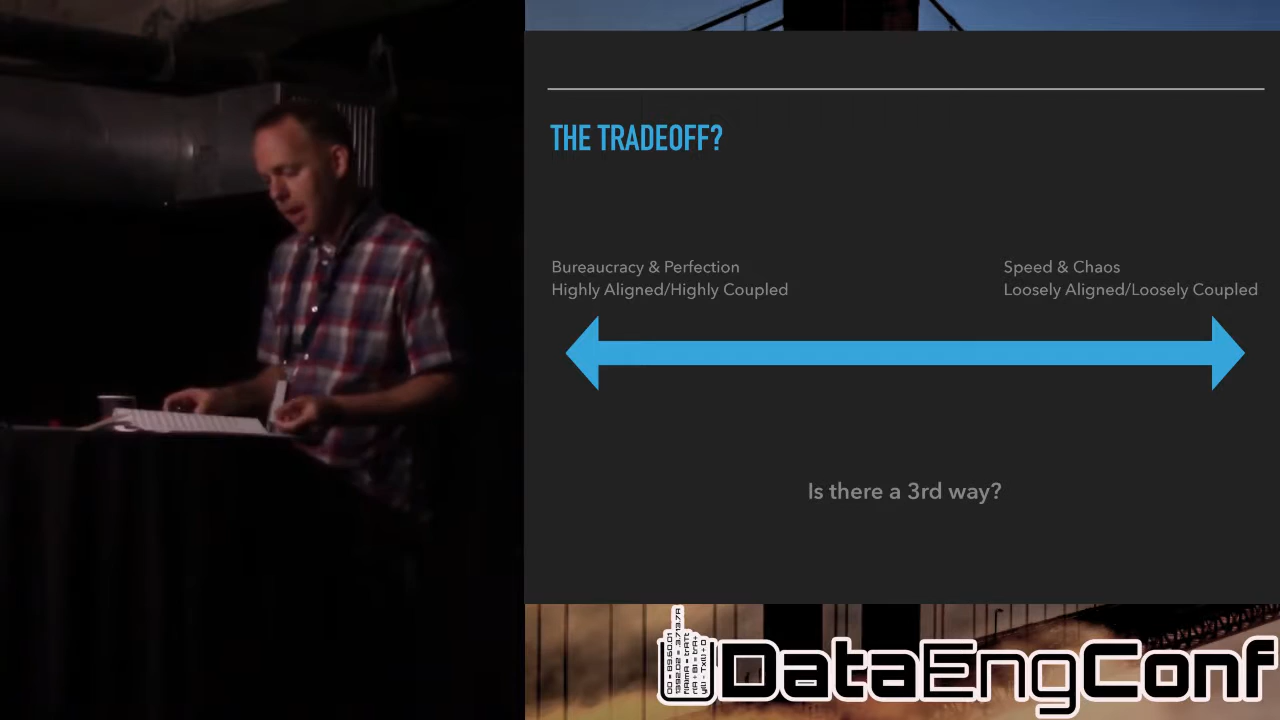 THE TRADEOFF?
Bureaucracy & Perfection
Highly Aligned/Highly Coupled
Speed & Chaos
Loosely Aligned/Loosely Coupled
Is there a 3rd way?
DataEngConf